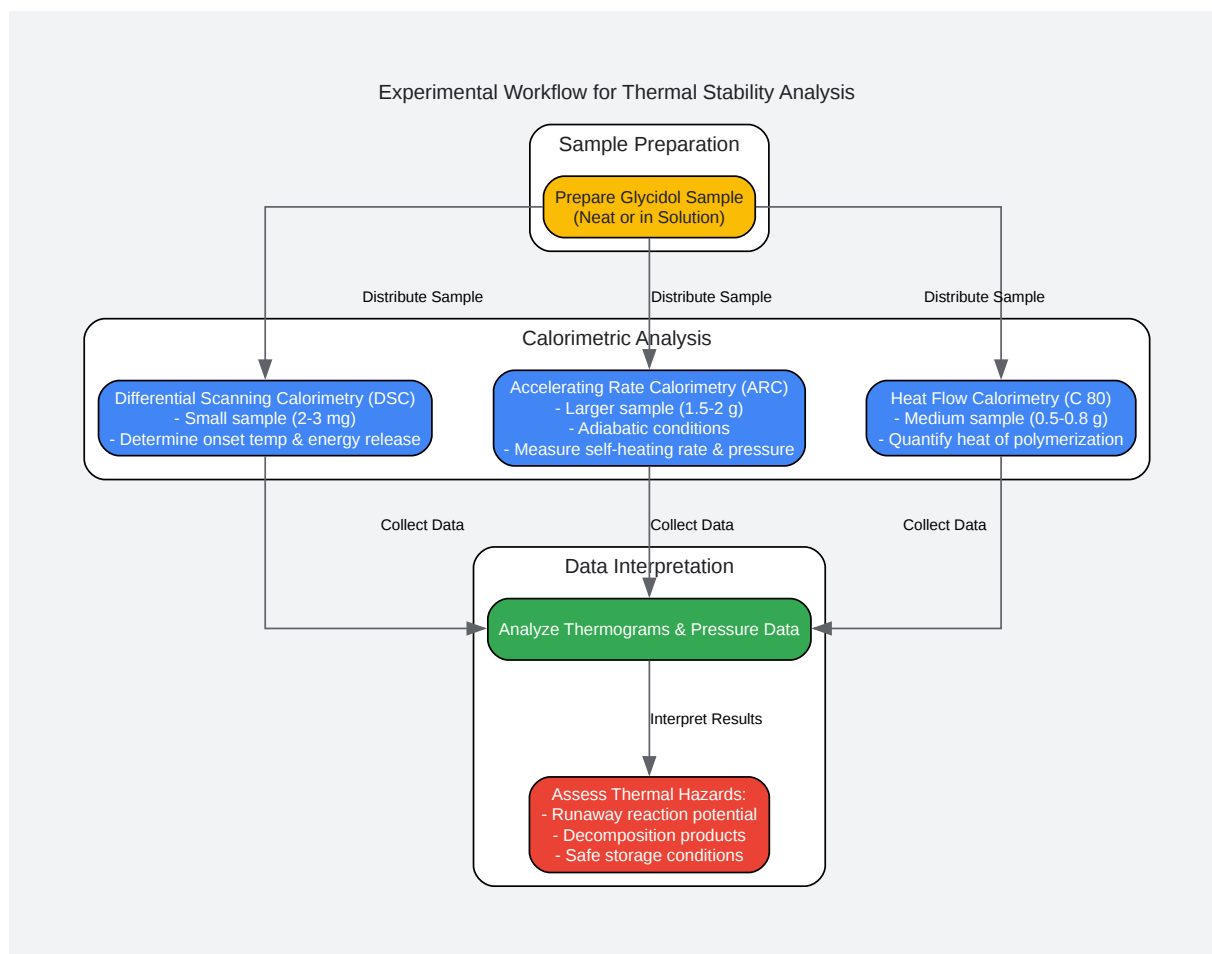 Experimental Workflow for Thermal Stability Analysis
Sample Preparation
Prepare Glycidol Sample
(Neat or in Solution)
Distribute Sample
Distribute Sample
Distribute Sample
Calorimetric Analysis
Differential Scanning Calorimetry (DSC)
- Small sample (2-3 mg)
- Determine onset temp & energy release
Accelerating Rate Calorimetry (ARC)
- Larger sample (1.5-2 g)
- Adiabatic conditions
- Measure self-heating rate & pressure
Heat Flow Calorimetry (C 80)
- Medium sample (0.5-0.8 g)
- Quantify heat of polymerization
Collect Data
Collect Data
Collect Data
Data Interpretation
Analyze Thermograms & Pressure Data
Interpret Results
Assess Thermal Hazards:
- Runaway reaction potential
- Decomposition products
- Safe storage conditions